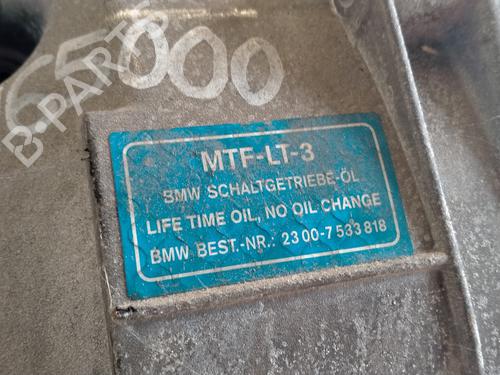 65000
B-PARTS
MTF-LT-3
BMW SCHALTGETRIEBE-ÖL
LIFE TIME OIL, NO OIL CHANGE
BMW BEST.-NR.: 23 00-7 533 818